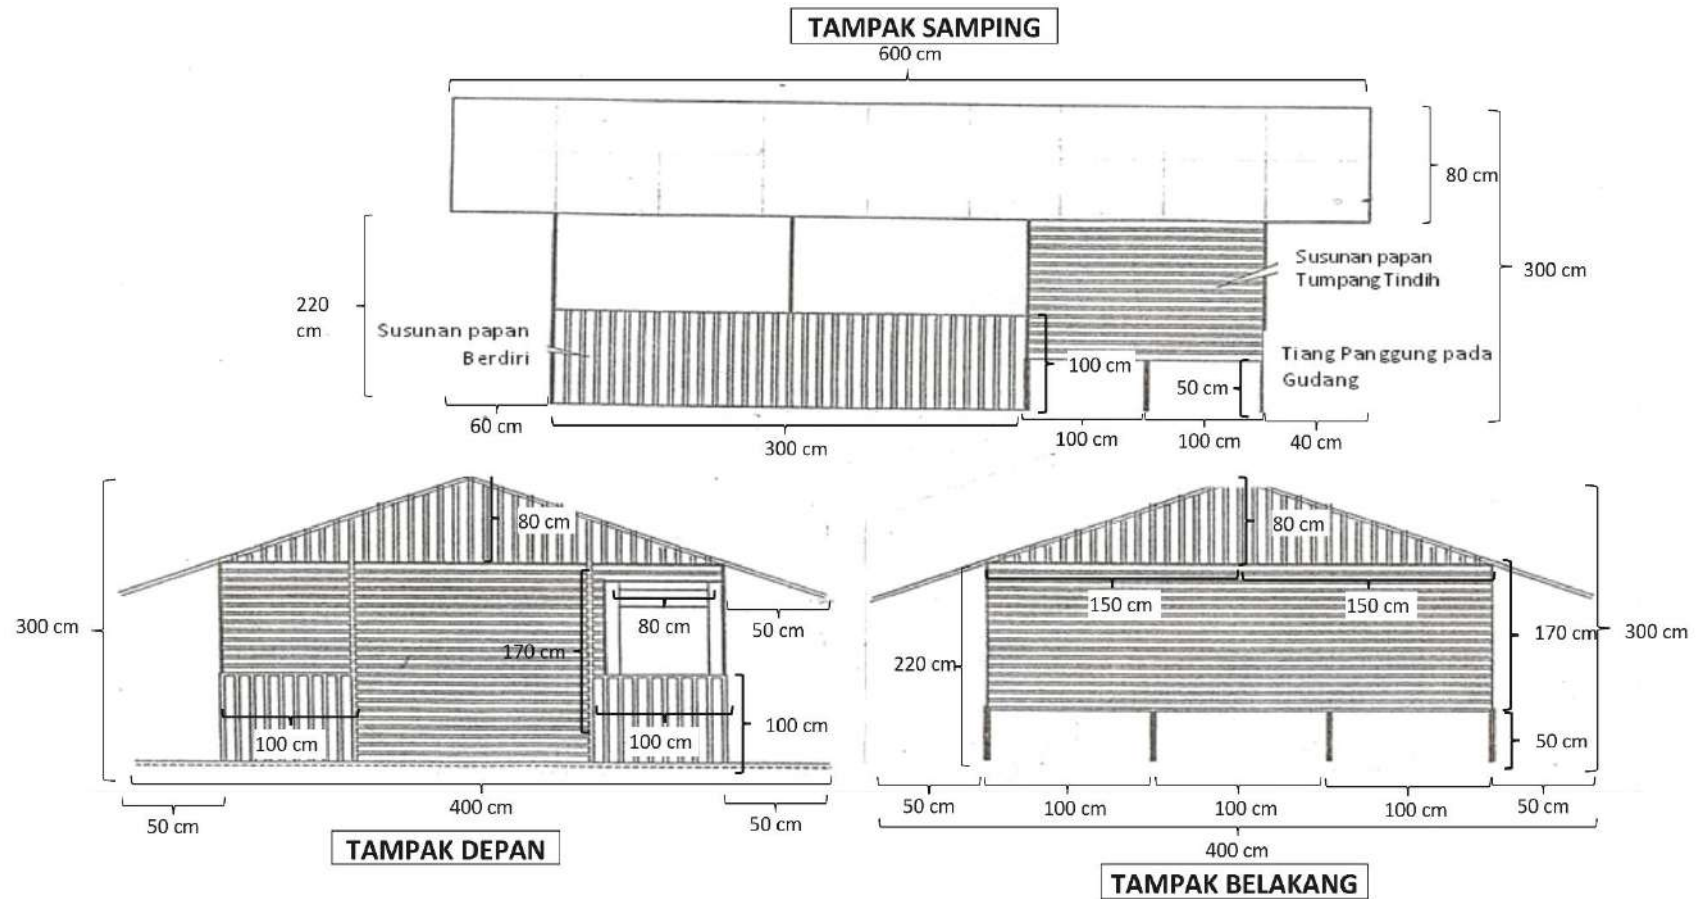 TAMPAK SAMPING
600 cm
80 cm
300 cm
220
cm
Susunan papan
Berdiri
Susunan papan
Tumpang Tindih
Tiang Panggung pada
Gudang
100 cm
50 cm
60 cm
300 cm
100 cm
100 cm
40 cm
300 cm
80 cm
170 cm
80 cm
50 cm
100 cm
100 cm
100 cm
50 cm
400 cm
50 cm
TAMPAK DEPAN
80 cm
150 cm
150 cm
220 cm
170 cm
300 cm
50 cm
50 cm
100 cm
100 cm
100 cm
50 cm
400 cm
TAMPAK BELAKANG